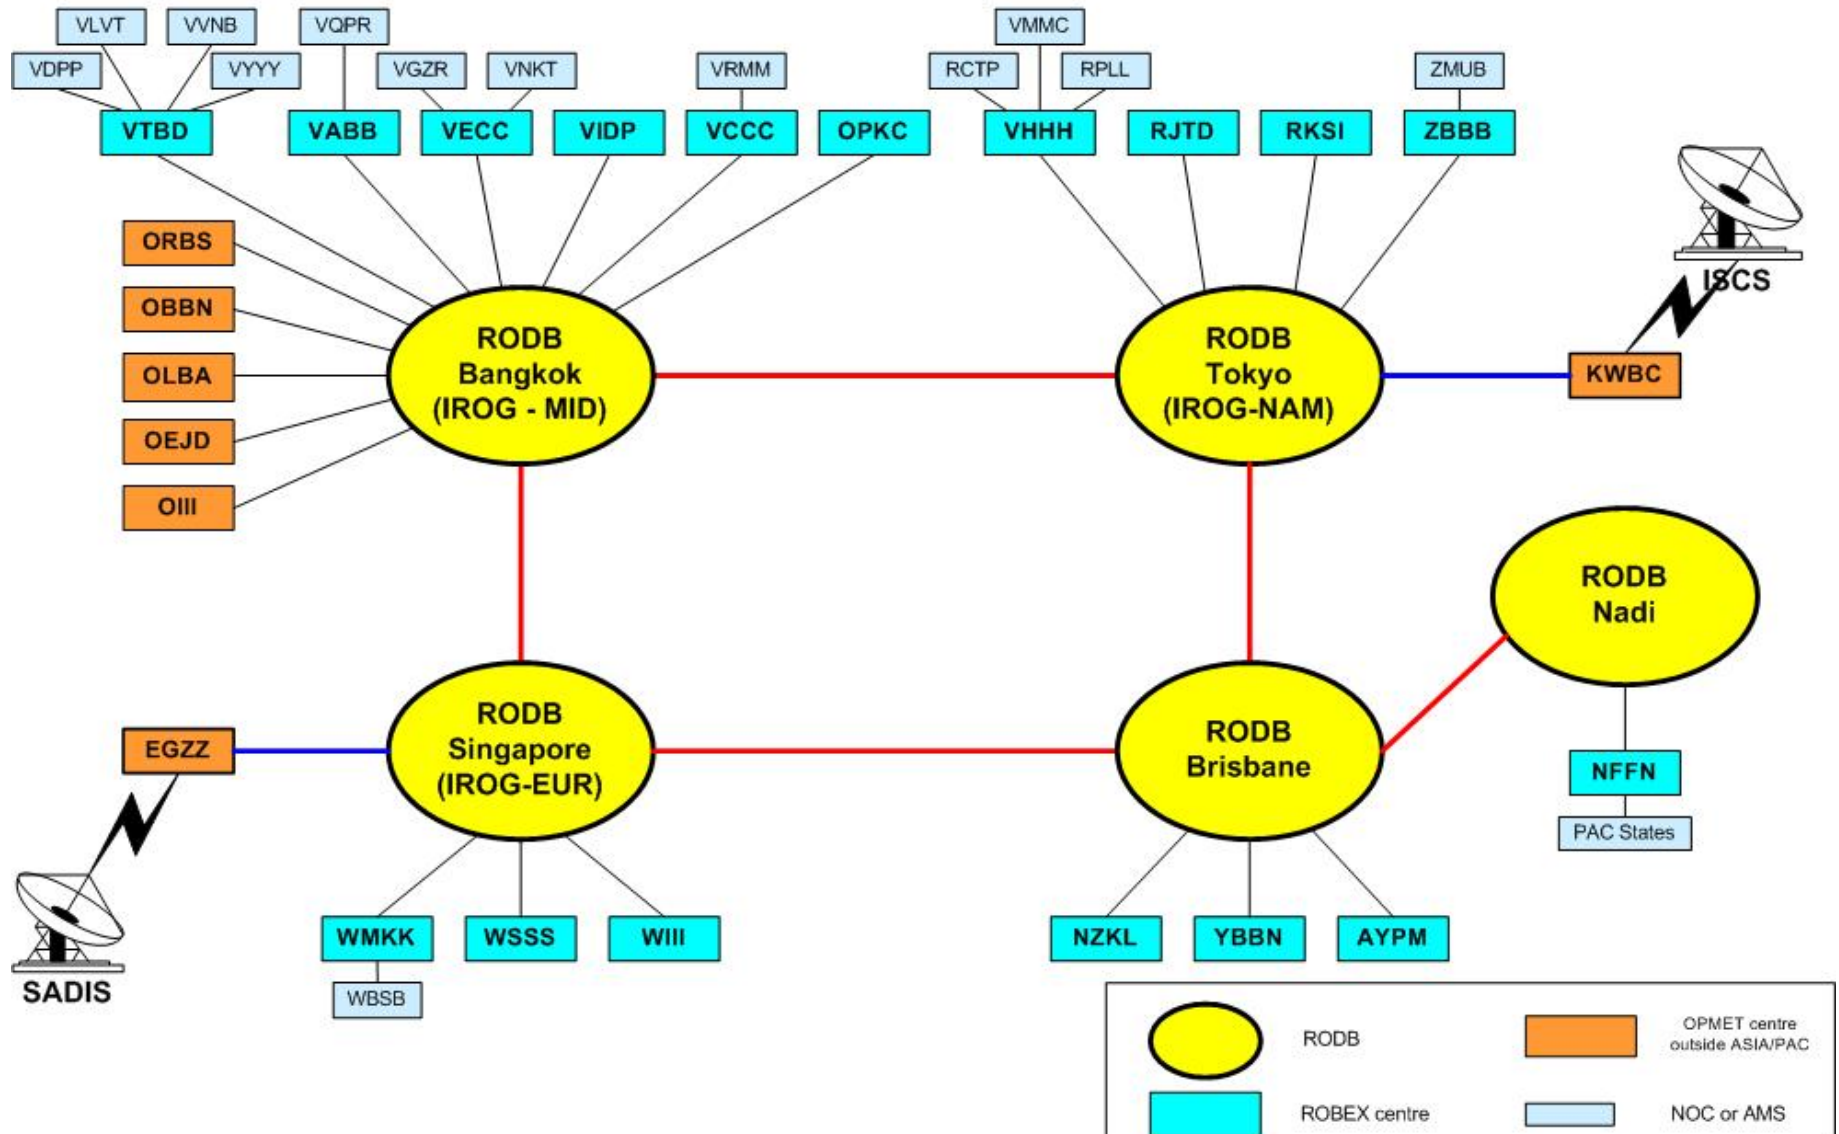 VLVT
VVNB
VQPR
VMMC
VDPP
VYYY
VGZR
VNKT
VRMM
RCTP
RPLL
ZMUB
VTBD
VABB
VECC
VIDP
VCCC
OPKC
VHHH
RJTD
RKSI
ZBBB
ORBS
OBBN
OLBA
OEJD
OIII
RODB
Bangkok
(IROG - MID)
RODB
Tokyo
(IROG-NAM)
ISCS
KWBC
RODB
Nadi
NFFN
PAC States
EGZZ
SADIS
RODB
Singapore
(IROG-EUR)
RODB
Brisbane
WMKK
WSSS
WIII
WBSB
NZKL
YBBN
AYPM
RODB
OPMET centre
outside ASIA/PAC
ROBEX centre
NOC or AMS